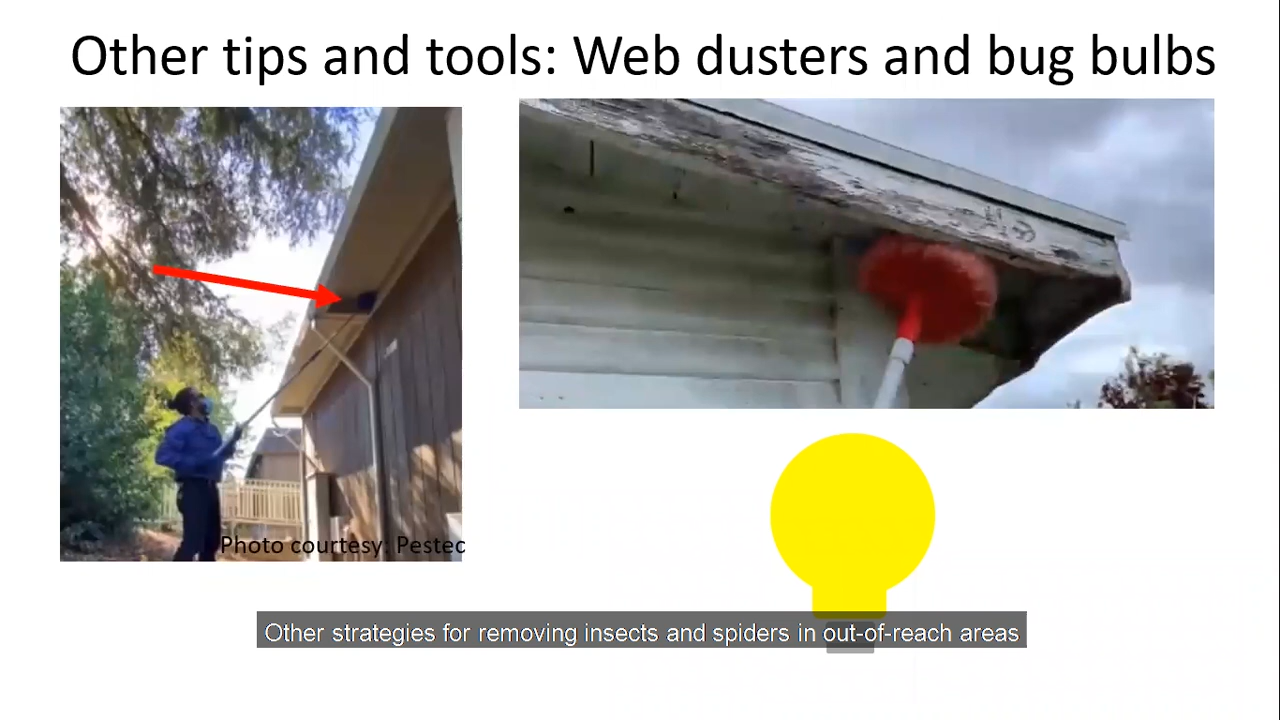 Other tips and tools: Web dusters and bug bulbs
Photo courtesy: Pestec
Other strategies for removing insects and spiders in out-of-reach areas